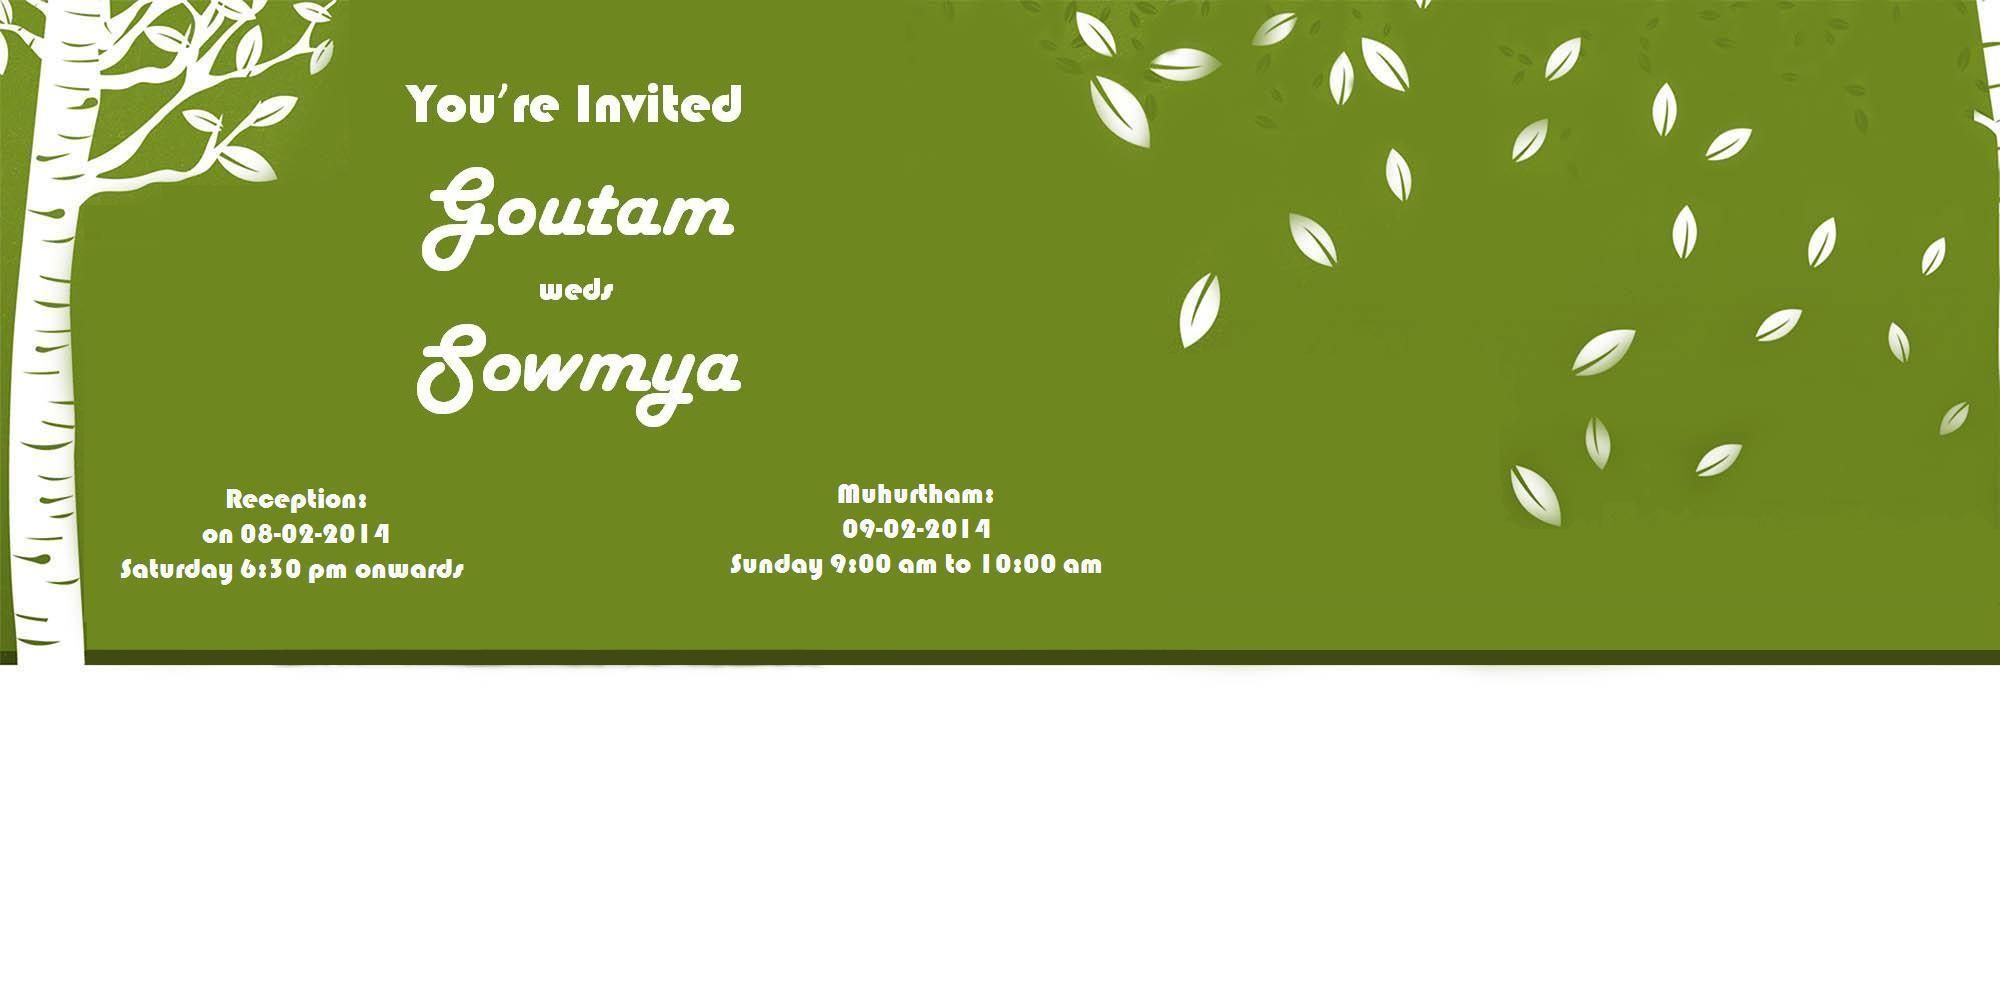 You're Invited
Goutam
weds
Sowmya
Reception:
on 08-02-2014
Saturday 6:30 pm onwards
Muhurtham:
09-02-2014
Sunday 9:00 am to 10:00 am